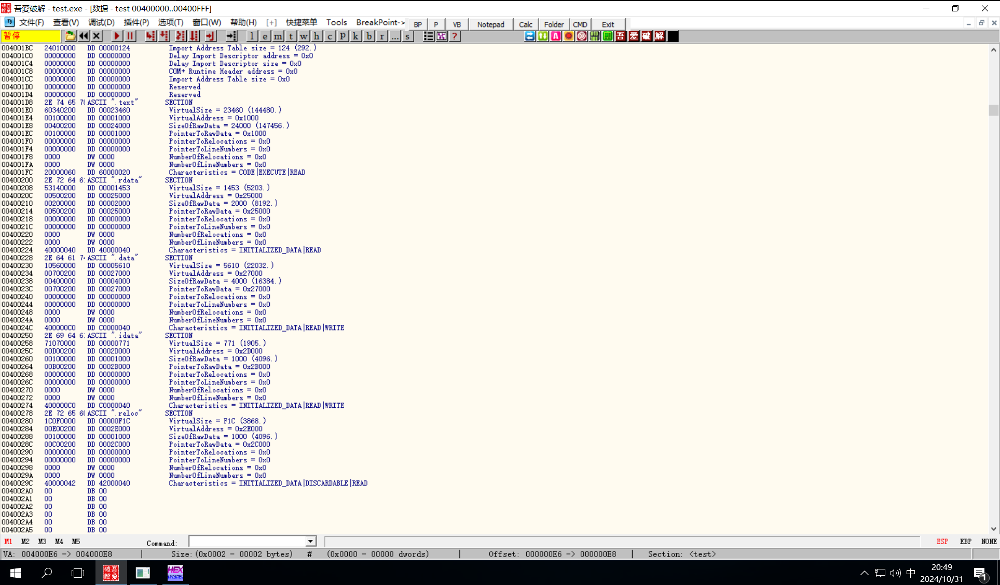 吾愛破解 - test.exe - [数据 - test 00400000..00400FFF]
文件(F) 查看(V) 调试(D) 插件(P) 选项(T) 窗口(W) 帮助(H) [+] 快捷菜单 Tools BreakPoint-> BP P VB Notepad Calc Folder CMD Exit
暂停 l e m t w h c P k b r ... s ? A 吾 爱 破 解
004001BC 24010000 DD 00000124 Import Address Table size = 124 (292.)
004001C0 00000000 DD 00000000 Delay Import Descriptor address = 0x0
004001C4 00000000 DD 00000000 Delay Import Descriptor size = 0x0
004001C8 00000000 DD 00000000 COM+ Runtime Header address = 0x0
004001CC 00000000 DD 00000000 Import Address Table size = 0x0
004001D0 00000000 DD 00000000 Reserved
004001D4 00000000 DD 00000000 Reserved
004001D8 2E 74 65 78 ASCII ".text" SECTION
004001E0 60340200 DD 00023460 VirtualSize = 23460 (144480.)
004001E4 00100000 DD 00001000 VirtualAddress = 0x1000
004001E8 00400200 DD 00024000 SizeOfRawData = 24000 (147456.)
004001EC 00100000 DD 00001000 PointerToRawData = 0x1000
004001F0 00000000 DD 00000000 PointerToRelocations = 0x0
004001F4 00000000 DD 00000000 PointerToLineNumbers = 0x0
004001F8 0000 DW 0000 NumberOfRelocations = 0x0
004001FA 0000 DW 0000 NumberOfLineNumbers = 0x0
004001FC 20000060 DD 60000020 Characteristics = CODE|EXECUTE|READ
00400200 2E 72 64 6 ASCII ".rdata" SECTION
00400208 53140000 DD 00001453 VirtualSize = 1453 (5203.)
0040020C 00500200 DD 00025000 VirtualAddress = 0x25000
00400210 00200000 DD 00002000 SizeOfRawData = 2000 (8192.)
00400214 00500200 DD 00025000 PointerToRawData = 0x25000
00400218 00000000 DD 00000000 PointerToRelocations = 0x0
0040021C 00000000 DD 00000000 PointerToLineNumbers = 0x0
00400220 0000 DW 0000 NumberOfRelocations = 0x0
00400222 0000 DW 0000 NumberOfLineNumbers = 0x0
00400224 40000040 DD 40000040 Characteristics = INITIALIZED_DATA|READ
00400228 2E 64 61 74 ASCII ".data" SECTION
00400230 10560000 DD 00005610 VirtualSize = 5610 (22032.)
00400234 00700200 DD 00027000 VirtualAddress = 0x27000
00400238 00400000 DD 00004000 SizeOfRawData = 4000 (16384.)
0040023C 00700200 DD 00027000 PointerToRawData = 0x27000
00400240 00000000 DD 00000000 PointerToRelocations = 0x0
00400244 00000000 DD 00000000 PointerToLineNumbers = 0x0
00400248 0000 DW 0000 NumberOfRelocations = 0x0
0040024A 0000 DW 0000 NumberOfLineNumbers = 0x0
0040024C 400000C0 DD C0000040 Characteristics = INITIALIZED_DATA|READ|WRITE
00400250 2E 69 64 6 ASCII ".idata" SECTION
00400258 71070000 DD 00000771 VirtualSize = 771 (1905.)
0040025C 00D00200 DD 0002D000 VirtualAddress = 0x2D000
00400260 00100000 DD 00001000 SizeOfRawData = 1000 (4096.)
00400264 00B00200 DD 0002B000 PointerToRawData = 0x2B000
00400268 00000000 DD 00000000 PointerToRelocations = 0x0
0040026C 00000000 DD 00000000 PointerToLineNumbers = 0x0
00400270 0000 DW 0000 NumberOfRelocations = 0x0
00400272 0000 DW 0000 NumberOfLineNumbers = 0x0
00400274 400000C0 DD C0000040 Characteristics = INITIALIZED_DATA|READ|WRITE
00400278 2E 72 65 6 ASCII ".reloc" SECTION
00400280 1C0F0000 DD 00000F1C VirtualSize = F1C (3868.)
00400284 00E00200 DD 0002E000 VirtualAddress = 0x2E000
00400288 00100000 DD 00001000 SizeOfRawData = 1000 (4096.)
0040028C 00C00200 DD 0002C000 PointerToRawData = 0x2C000
00400290 00000000 DD 00000000 PointerToRelocations = 0x0
00400294 00000000 DD 00000000 PointerToLineNumbers = 0x0
00400298 0000 DW 0000 NumberOfRelocations = 0x0
0040029A 0000 DW 0000 NumberOfLineNumbers = 0x0
0040029C 40000042 DD 42000040 Characteristics = INITIALIZED_DATA|DISCARDABLE|READ
004002A0 00 DB 00
004002A1 00 DB 00
004002A2 00 DB 00
004002A3 00 DB 00
004002A4 00 DB 00
004002A5 00 DB 00
M1 M2 M3 M4 M5 Command: ESP EBP NONE
VA: 004000E6 -> 004000E8 | Size:(0x0002 - 00002 bytes) # (0x0000 - 00000 dwords) | Offset: 000000E6 -> 000000E8 | Section: <test>
吾愛破解 HEX 中 20:49
2024/10/31 1